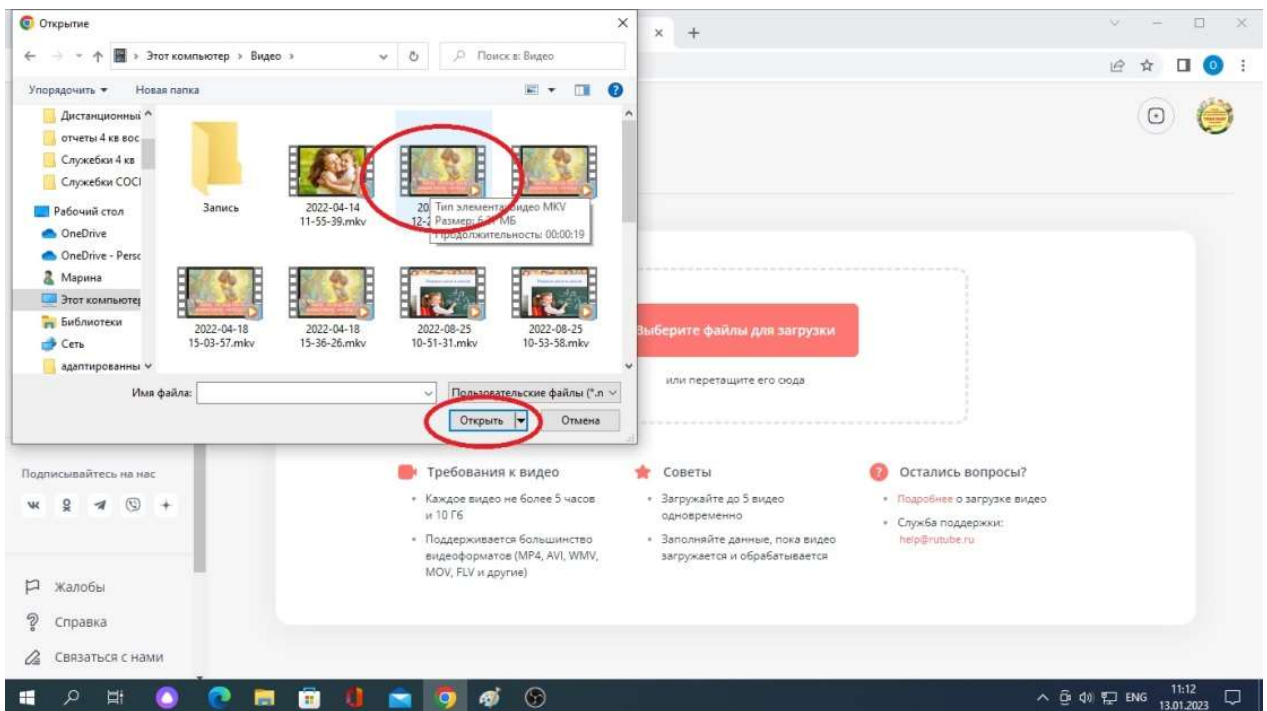 Открытие
Этот компьютер > Видео >
Поиск в: Видео
Упорядочить
Новая папка
Дистанционный
отчеты 4 кв вос
Служебки 4 кв
Служебки СОСІ
Рабочий стол
OneDrive
OneDrive - Persc
Марина
Этот компьютер
Библиотеки
Сеть
адаптированны
Запись
2022-04-14
11-55-39.mkv
Тип элемента: Видео MKV
Размер: МБ
Продолжительность: 00:00:19
2022-04-18
15-03-57.mkv
2022-04-18
15-36-26.mkv
2022-08-25
10-51-31.mkv
2022-08-25
10-53-58.mkv
Имя файла:
Пользовательские файлы (*.n
Открыть
Отмена
Выберите файлы для загрузки
или перетащите его сюда
Подписывайтесь на нас
Жалобы
Справка
Связаться с нами
Требования к видео
• Каждое видео не более 5 часов
и 10 Гб
• Поддерживается большинство
видеоформатов (MP4, AVI, WMV,
MOV, FLV и другие)
Советы
• Загружайте до 5 видео
одновременно
• Заполняйте данные, пока видео
загружается и обрабатывается
Остались вопросы?
• Подробнее о загрузке видео
• Служба поддержки:
help@rutube.ru
ENG
11:12
13.01.2023